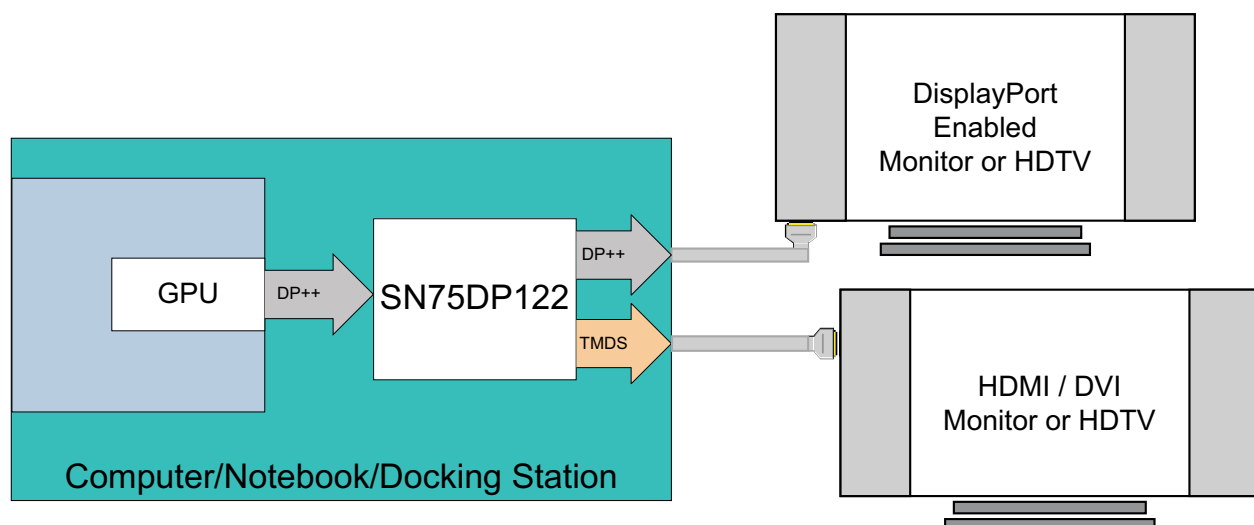 DisplayPort
Enabled
Monitor or HDTV
GPU
DP++
SN75DP122
DP++
TMDS
HDMI / DVI
Monitor or HDTV
Computer/Notebook/Docking Station